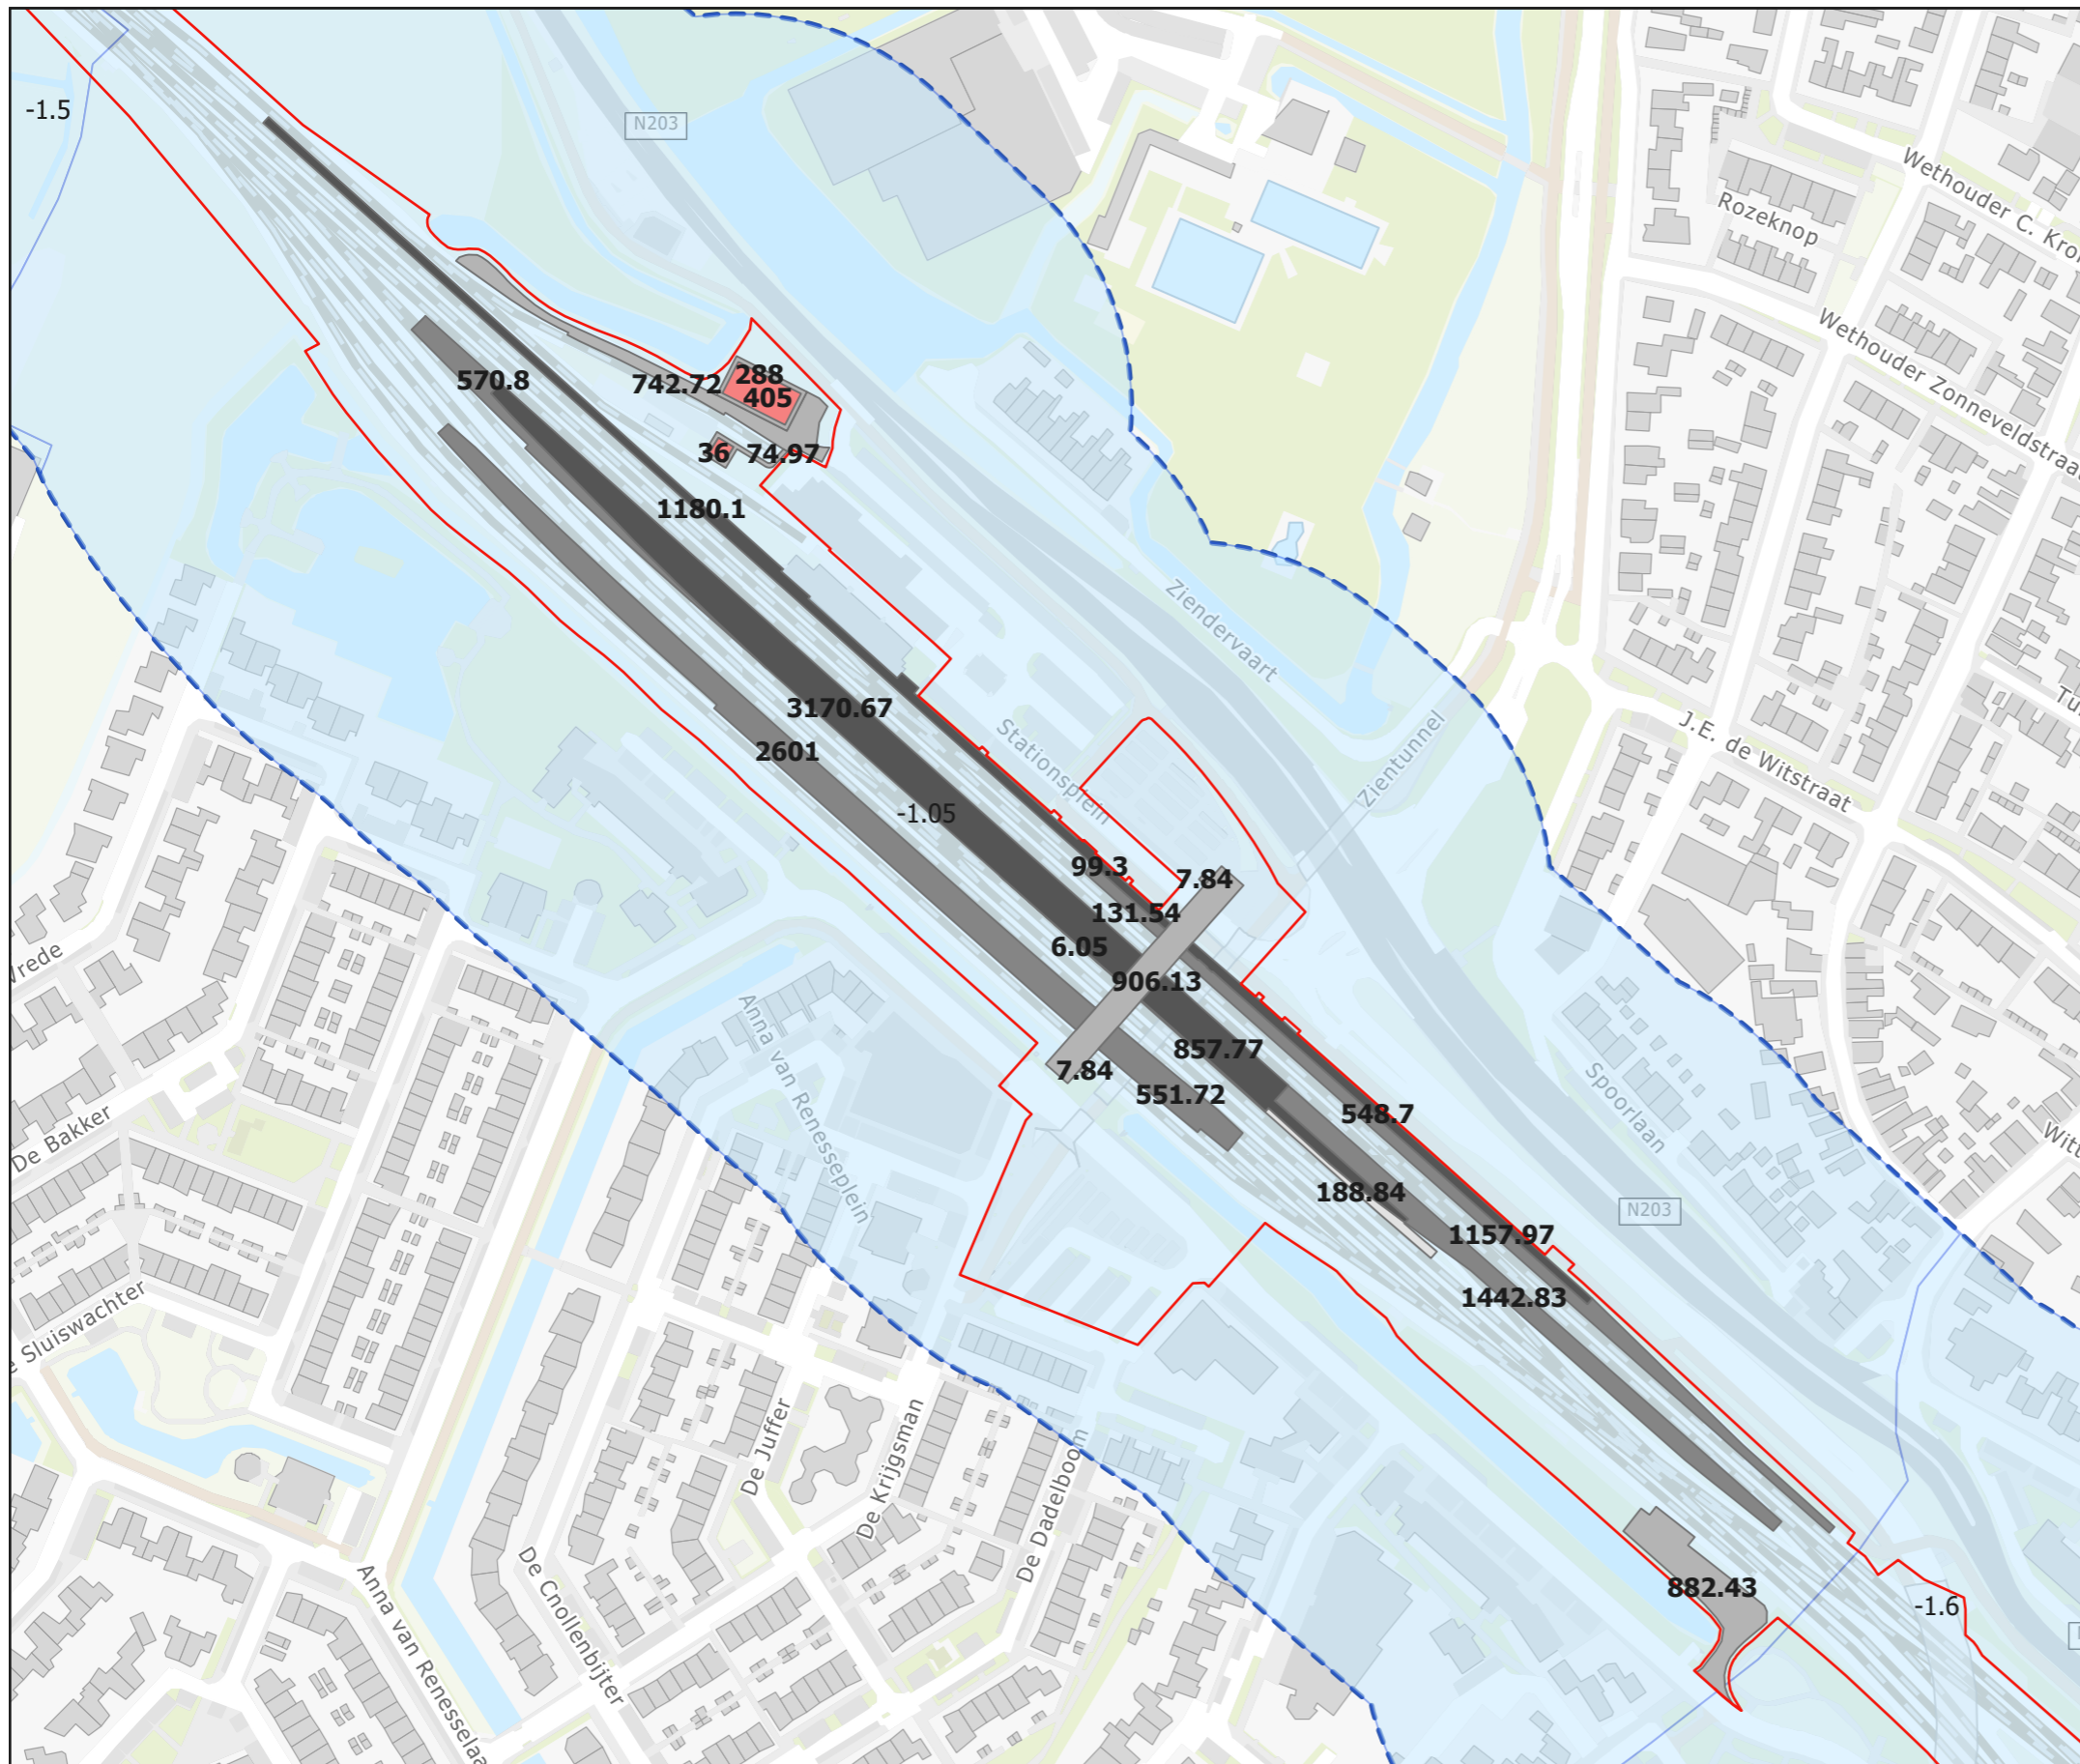 -1.5
N203
Wethouder C. Kro
Rozeknop
Wethouder Zonneveldstraa
288
570.8
742.72
405
36
74.97
1180.1
Ziendervaart
3170.67
2601
Stationsplein
Zientunnel
J.E. de Witstraat
Tu
-1.05
99.3
7.84
131.54
6.05
906.13
Vrede
857.77
7.84
551.72
Anna van Renesseplein
548.7
Spoorlaan
De Bakker
Witt
188.84
N203
1157.97
1442.83
e Sluiswachter
De Juffer
De Krijgsman
De Dadelboom
882.43
-1.6
De Cnollenbijter
Anna van Renesselaa